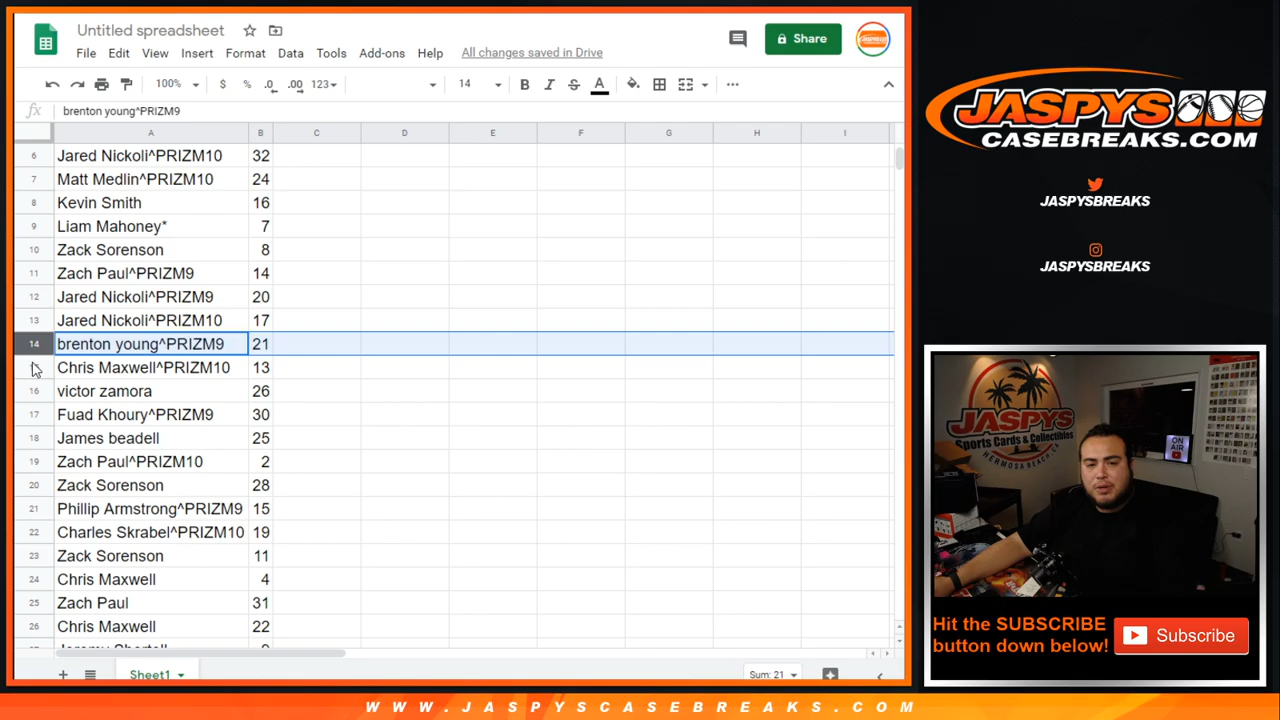 Untitled spreadsheet
File Edit View Insert Format Data Tools Add-ons Help All changes saved in Drive
Share
100% $ % .0 .00 123 14 B I S A
fx brenton young^PRIZM9
A B C D E F G H I
6 Jared Nickoli^PRIZM10 32
7 Matt Medlin^PRIZM10 24
8 Kevin Smith 16
9 Liam Mahoney* 7
10 Zack Sorenson 8
11 Zach Paul^PRIZM9 14
12 Jared Nickoli^PRIZM9 20
13 Jared Nickoli^PRIZM10 17
14 brenton young^PRIZM9 21
Chris Maxwell^PRIZM10 13
16 victor zamora 26
17 Fuad Khoury^PRIZM9 30
18 James beadell 25
19 Zach Paul^PRIZM10 2
20 Zack Sorenson 28
21 Phillip Armstrong^PRIZM9 15
22 Charles Skrabel^PRIZM10 19
23 Zack Sorenson 11
24 Chris Maxwell 4
25 Zach Paul 31
26 Chris Maxwell 22
Sheet1
Sum: 21
JASPYS
CASEBREAKS.COM
JASPYSBREAKS
JASPYSBREAKS
JASPYS
Sports Cards & Collectibles
HERMOSA BEACH, CA
ON
AIR
Hit the SUBSCRIBE
button down below!
Subscribe
WWW.JASPYSCASEBREAKS.COM